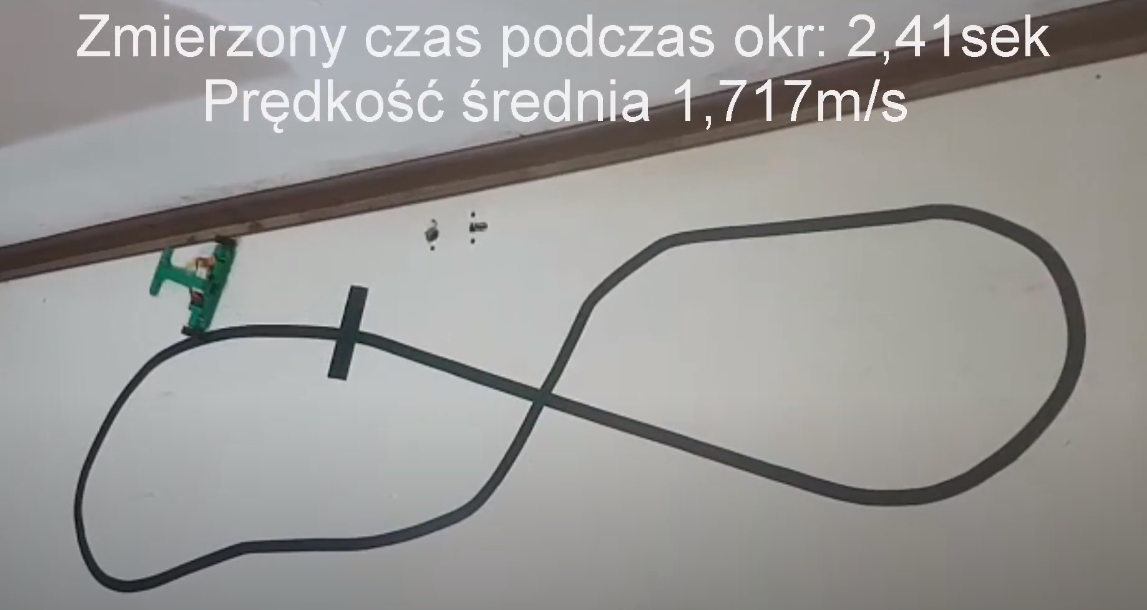 Zmierzony czas podczas okr: 2,41sek
Prędkość średnia 1,717m/s